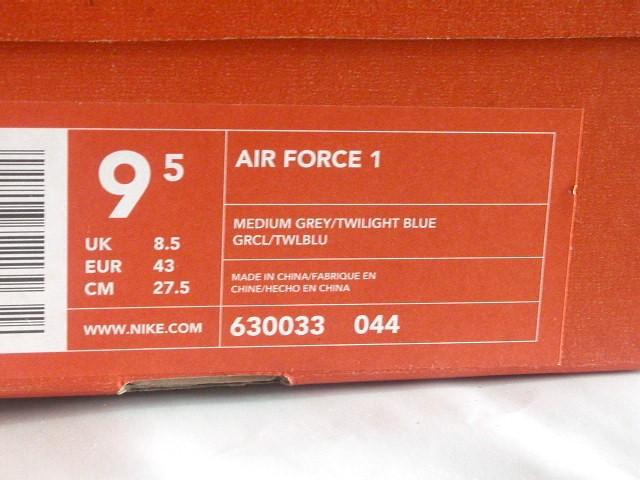 9 5
UK 8.5
EUR 43
CM 27.5
WWW.NIKE.COM
AIR FORCE 1
MEDIUM GREY/TWILIGHT BLUE
GRCL/TWLBLU
MADE IN CHINA/FABRIQUE EN
CHINE/HECHO EN CHINA
630033 044